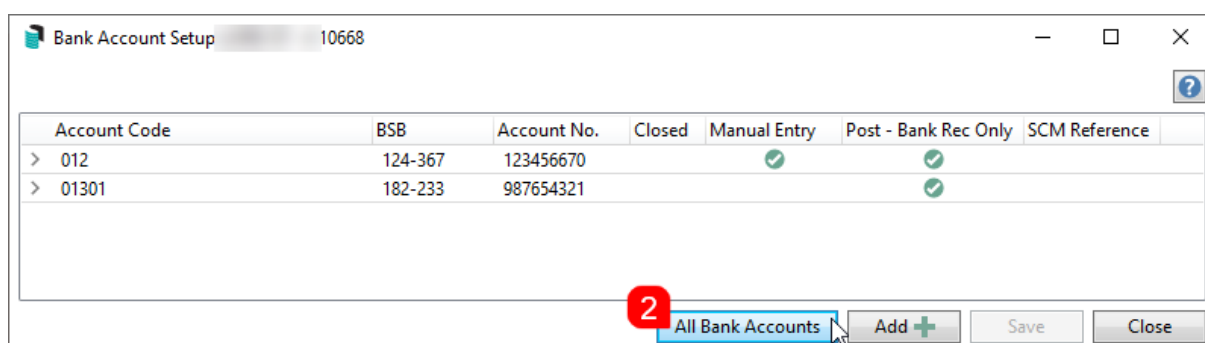 Bank Account Setup 10668
Account Code BSB Account No. Closed Manual Entry Post - Bank Rec Only SCM Reference
012 124-367 123456670
01301 182-233 987654321
2
All Bank Accounts Add Save Close